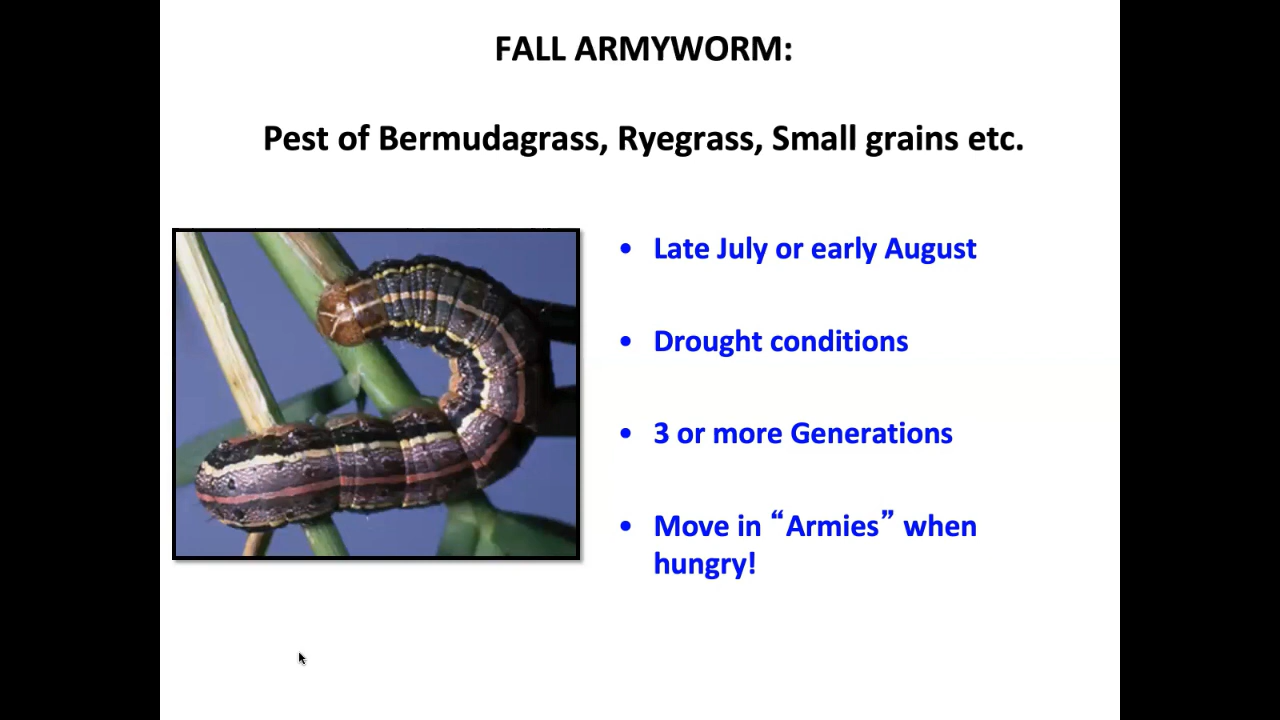 FALL ARMYWORM:
Pest of Bermudagrass, Ryegrass, Small grains etc.
• Late July or early August
• Drought conditions
• 3 or more Generations
• Move in “Armies” when
hungry!